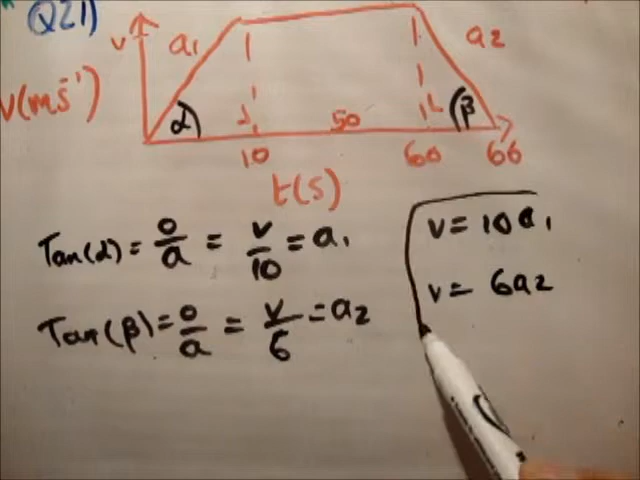 Q21)
v a1 a2
V(ms⁻¹)
α β
50
10 60 66
t(s)
Tan(α) = o/a = v/10 = a1
v = 10a1
Tan(β) = o/a = v/6 = a2
v = 6a2